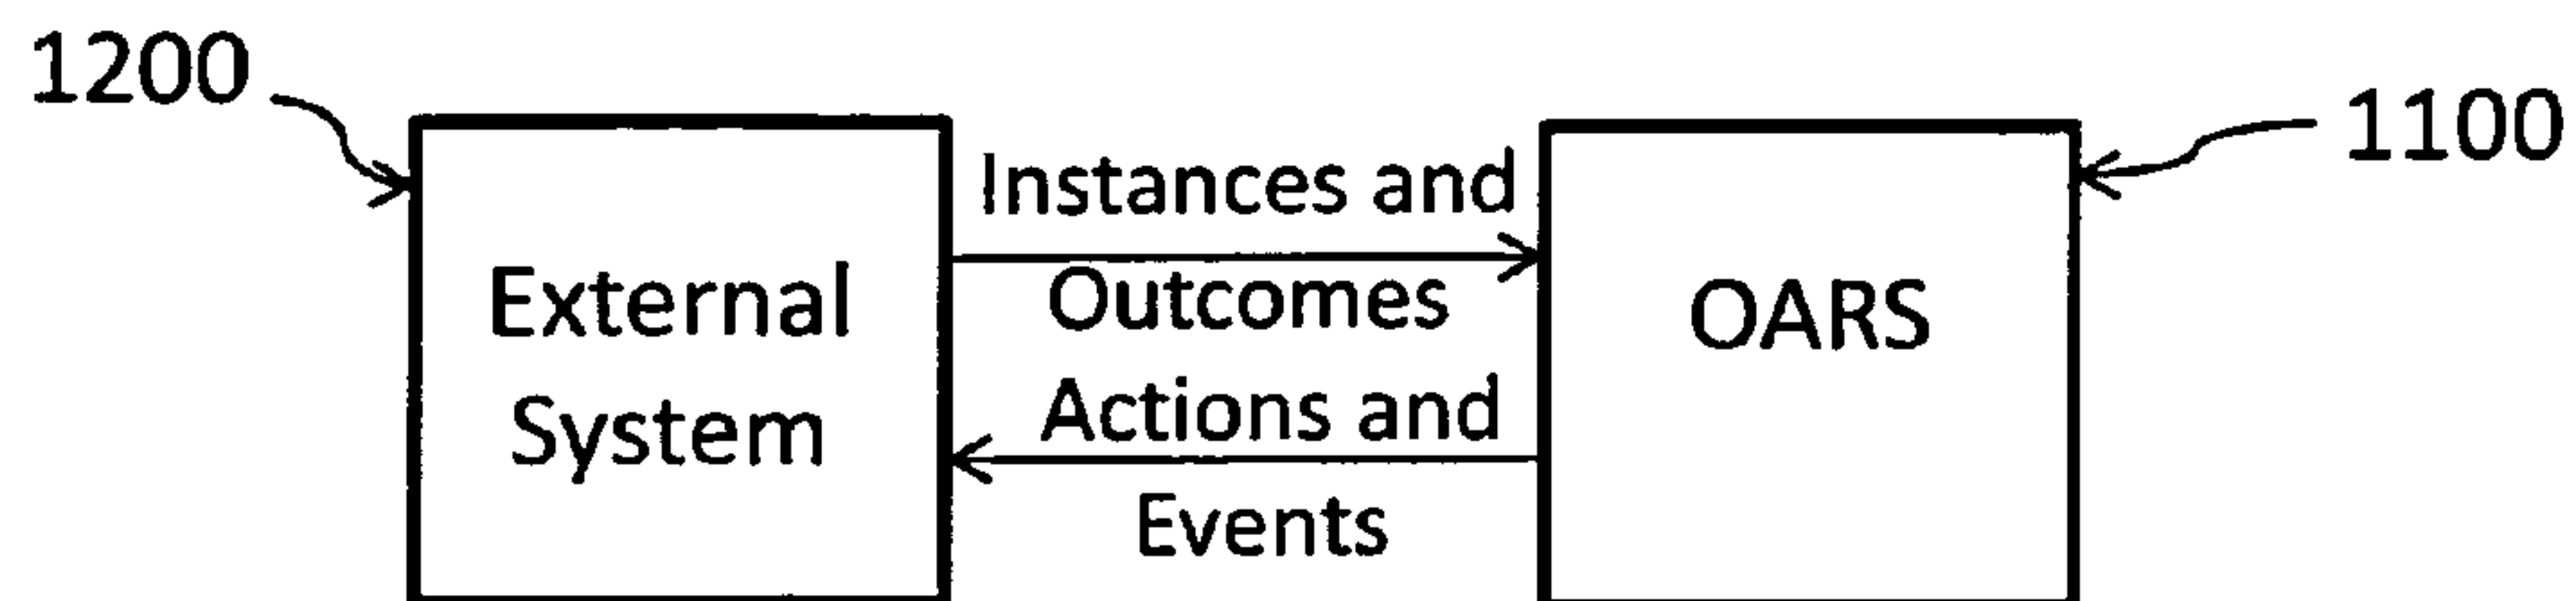 1200
1100
Instances and
Outcomes
External
System
OARS
Actions and
Events